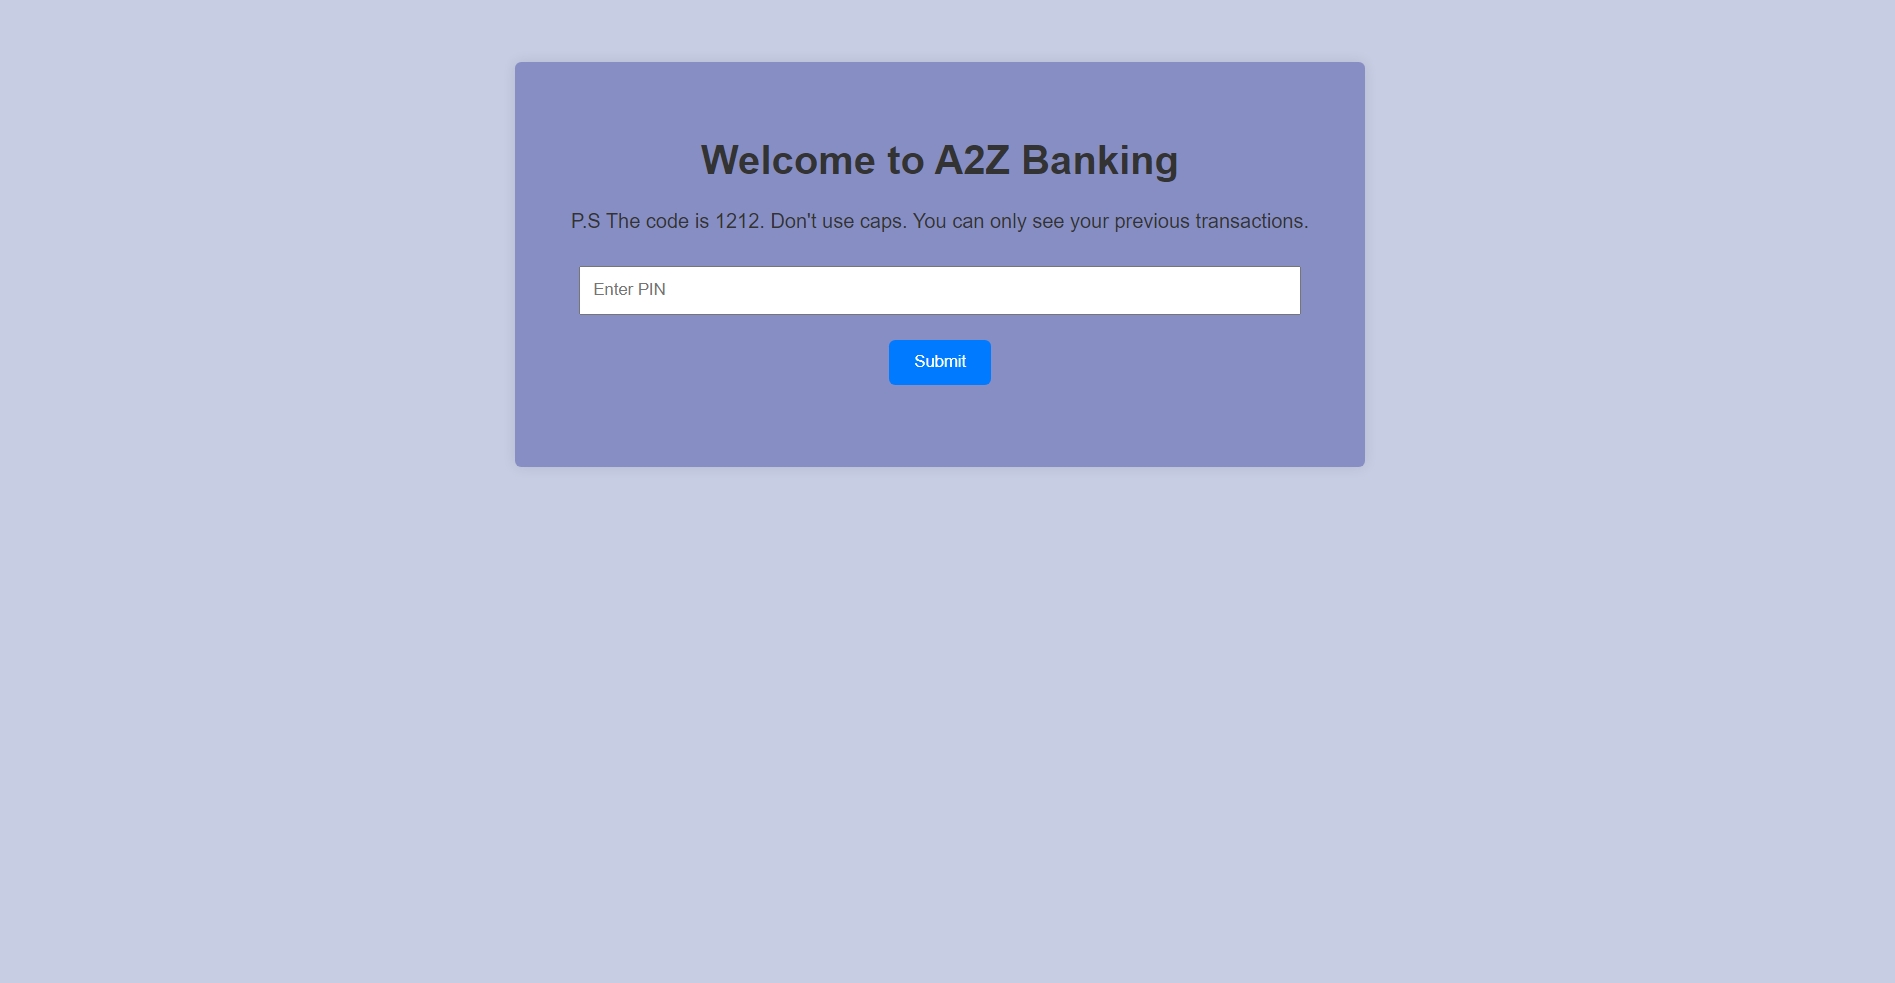 Welcome to A2Z Banking
P.S The code is 1212. Don't use caps. You can only see your previous transactions.
Enter PIN
Submit